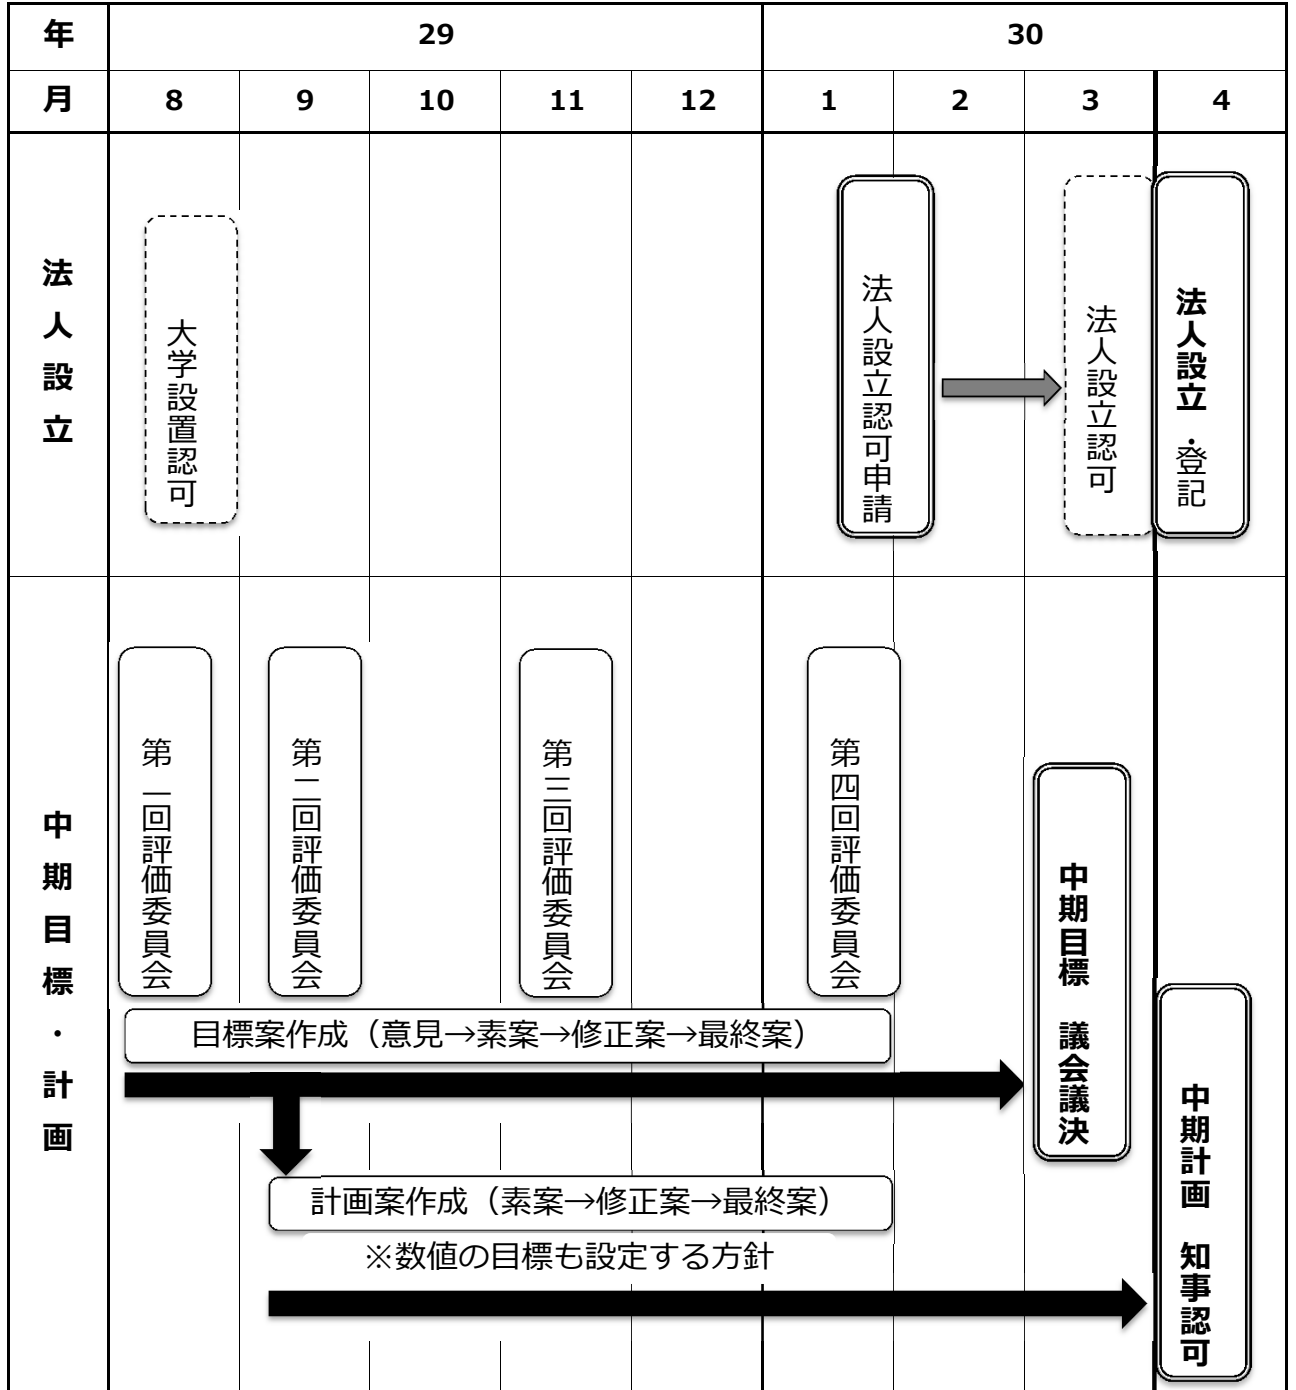 年 29 30
月 8 9 10 11 12 1 2 3 4
法人設立
大学設置認可
法人設立認可申請
法人設立認可
法人設立・登記
中期目標・計画
第一回評価委員会
第二回評価委員会
第三回評価委員会
第四回評価委員会
目標案作成（意見→素案→修正案→最終案）
中期目標　議会議決
計画案作成（素案→修正案→最終案）
※数値の目標も設定する方針
中期計画　知事認可